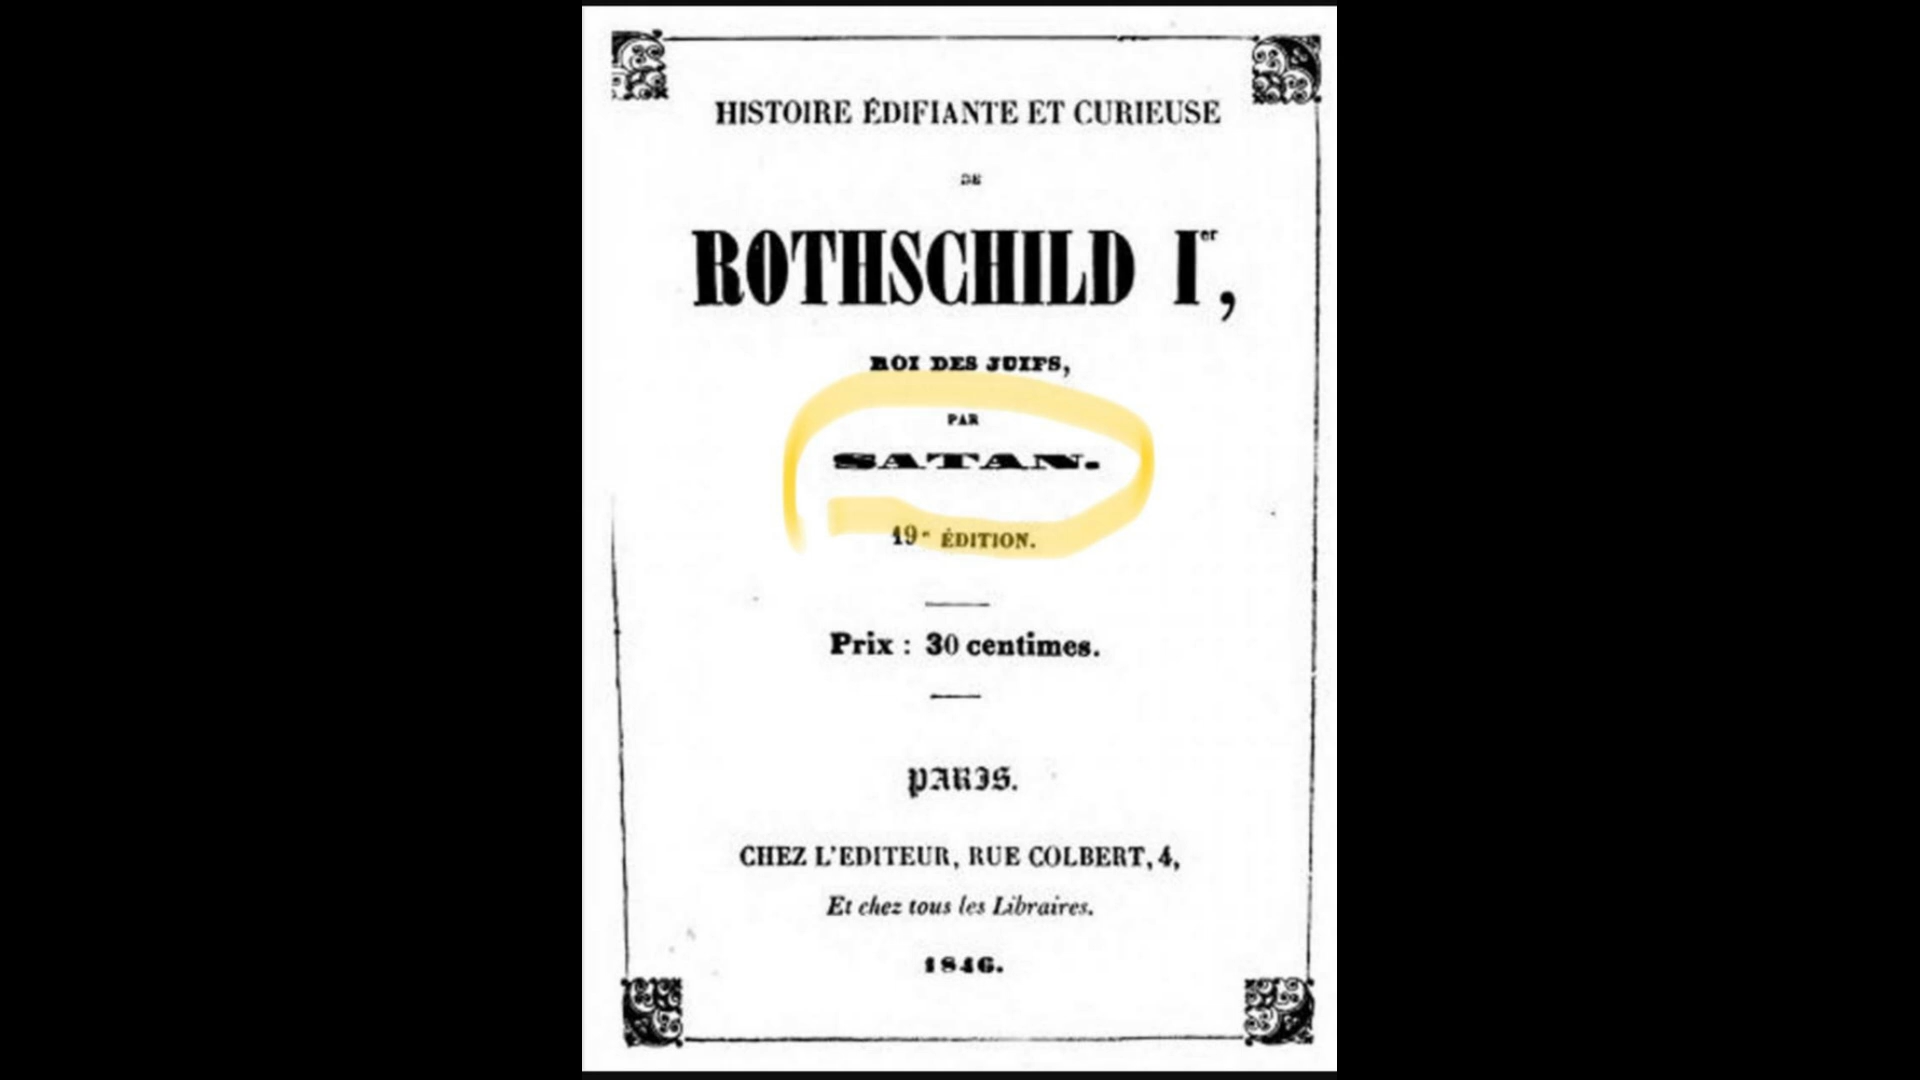 HISTOIRE ÉDIFIANTE ET CURIEUSE
DE
ROTHSCHILD Ier,
ROI DES JUIFS,
PAR
SATAN.
19e ÉDITION.
Prix : 30 centimes.
PARIS.
CHEZ L'EDITEUR, RUE COLBERT, 4,
Et chez tous les Libraires.
1846.